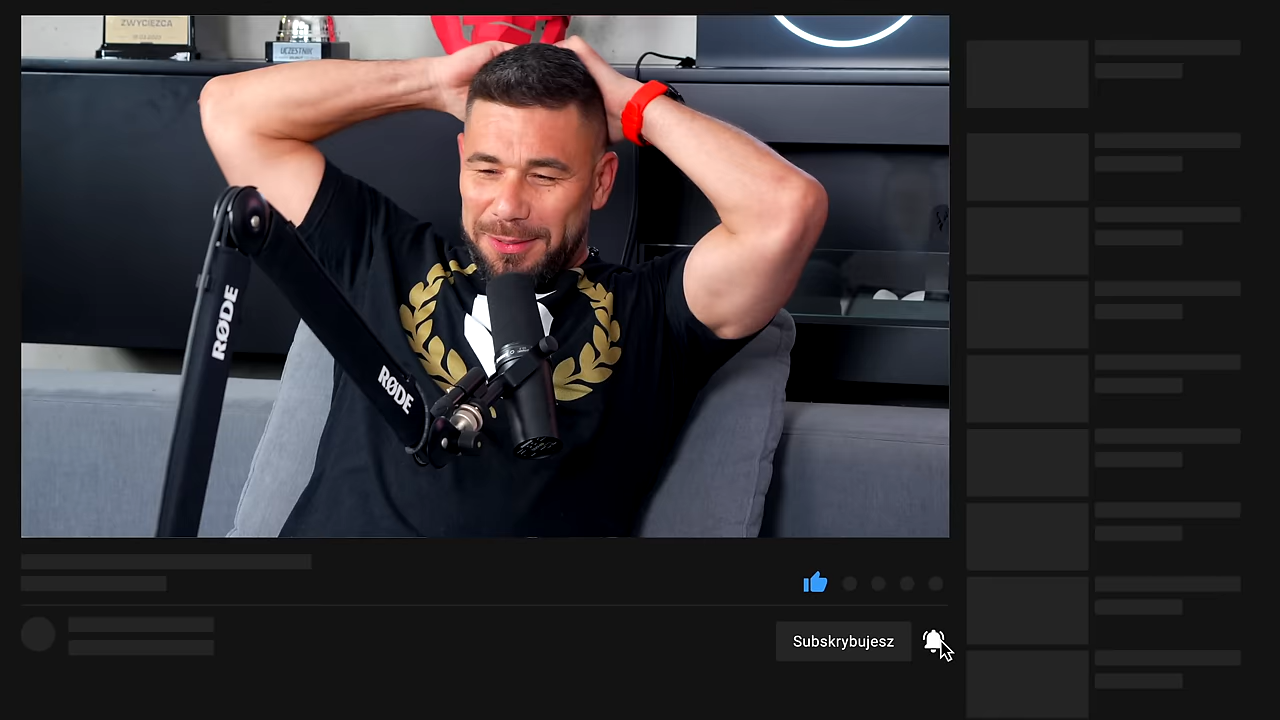 ZWYCIĘZCA
UCZESTNIK
RØDE
RØDE
Subskrybujesz